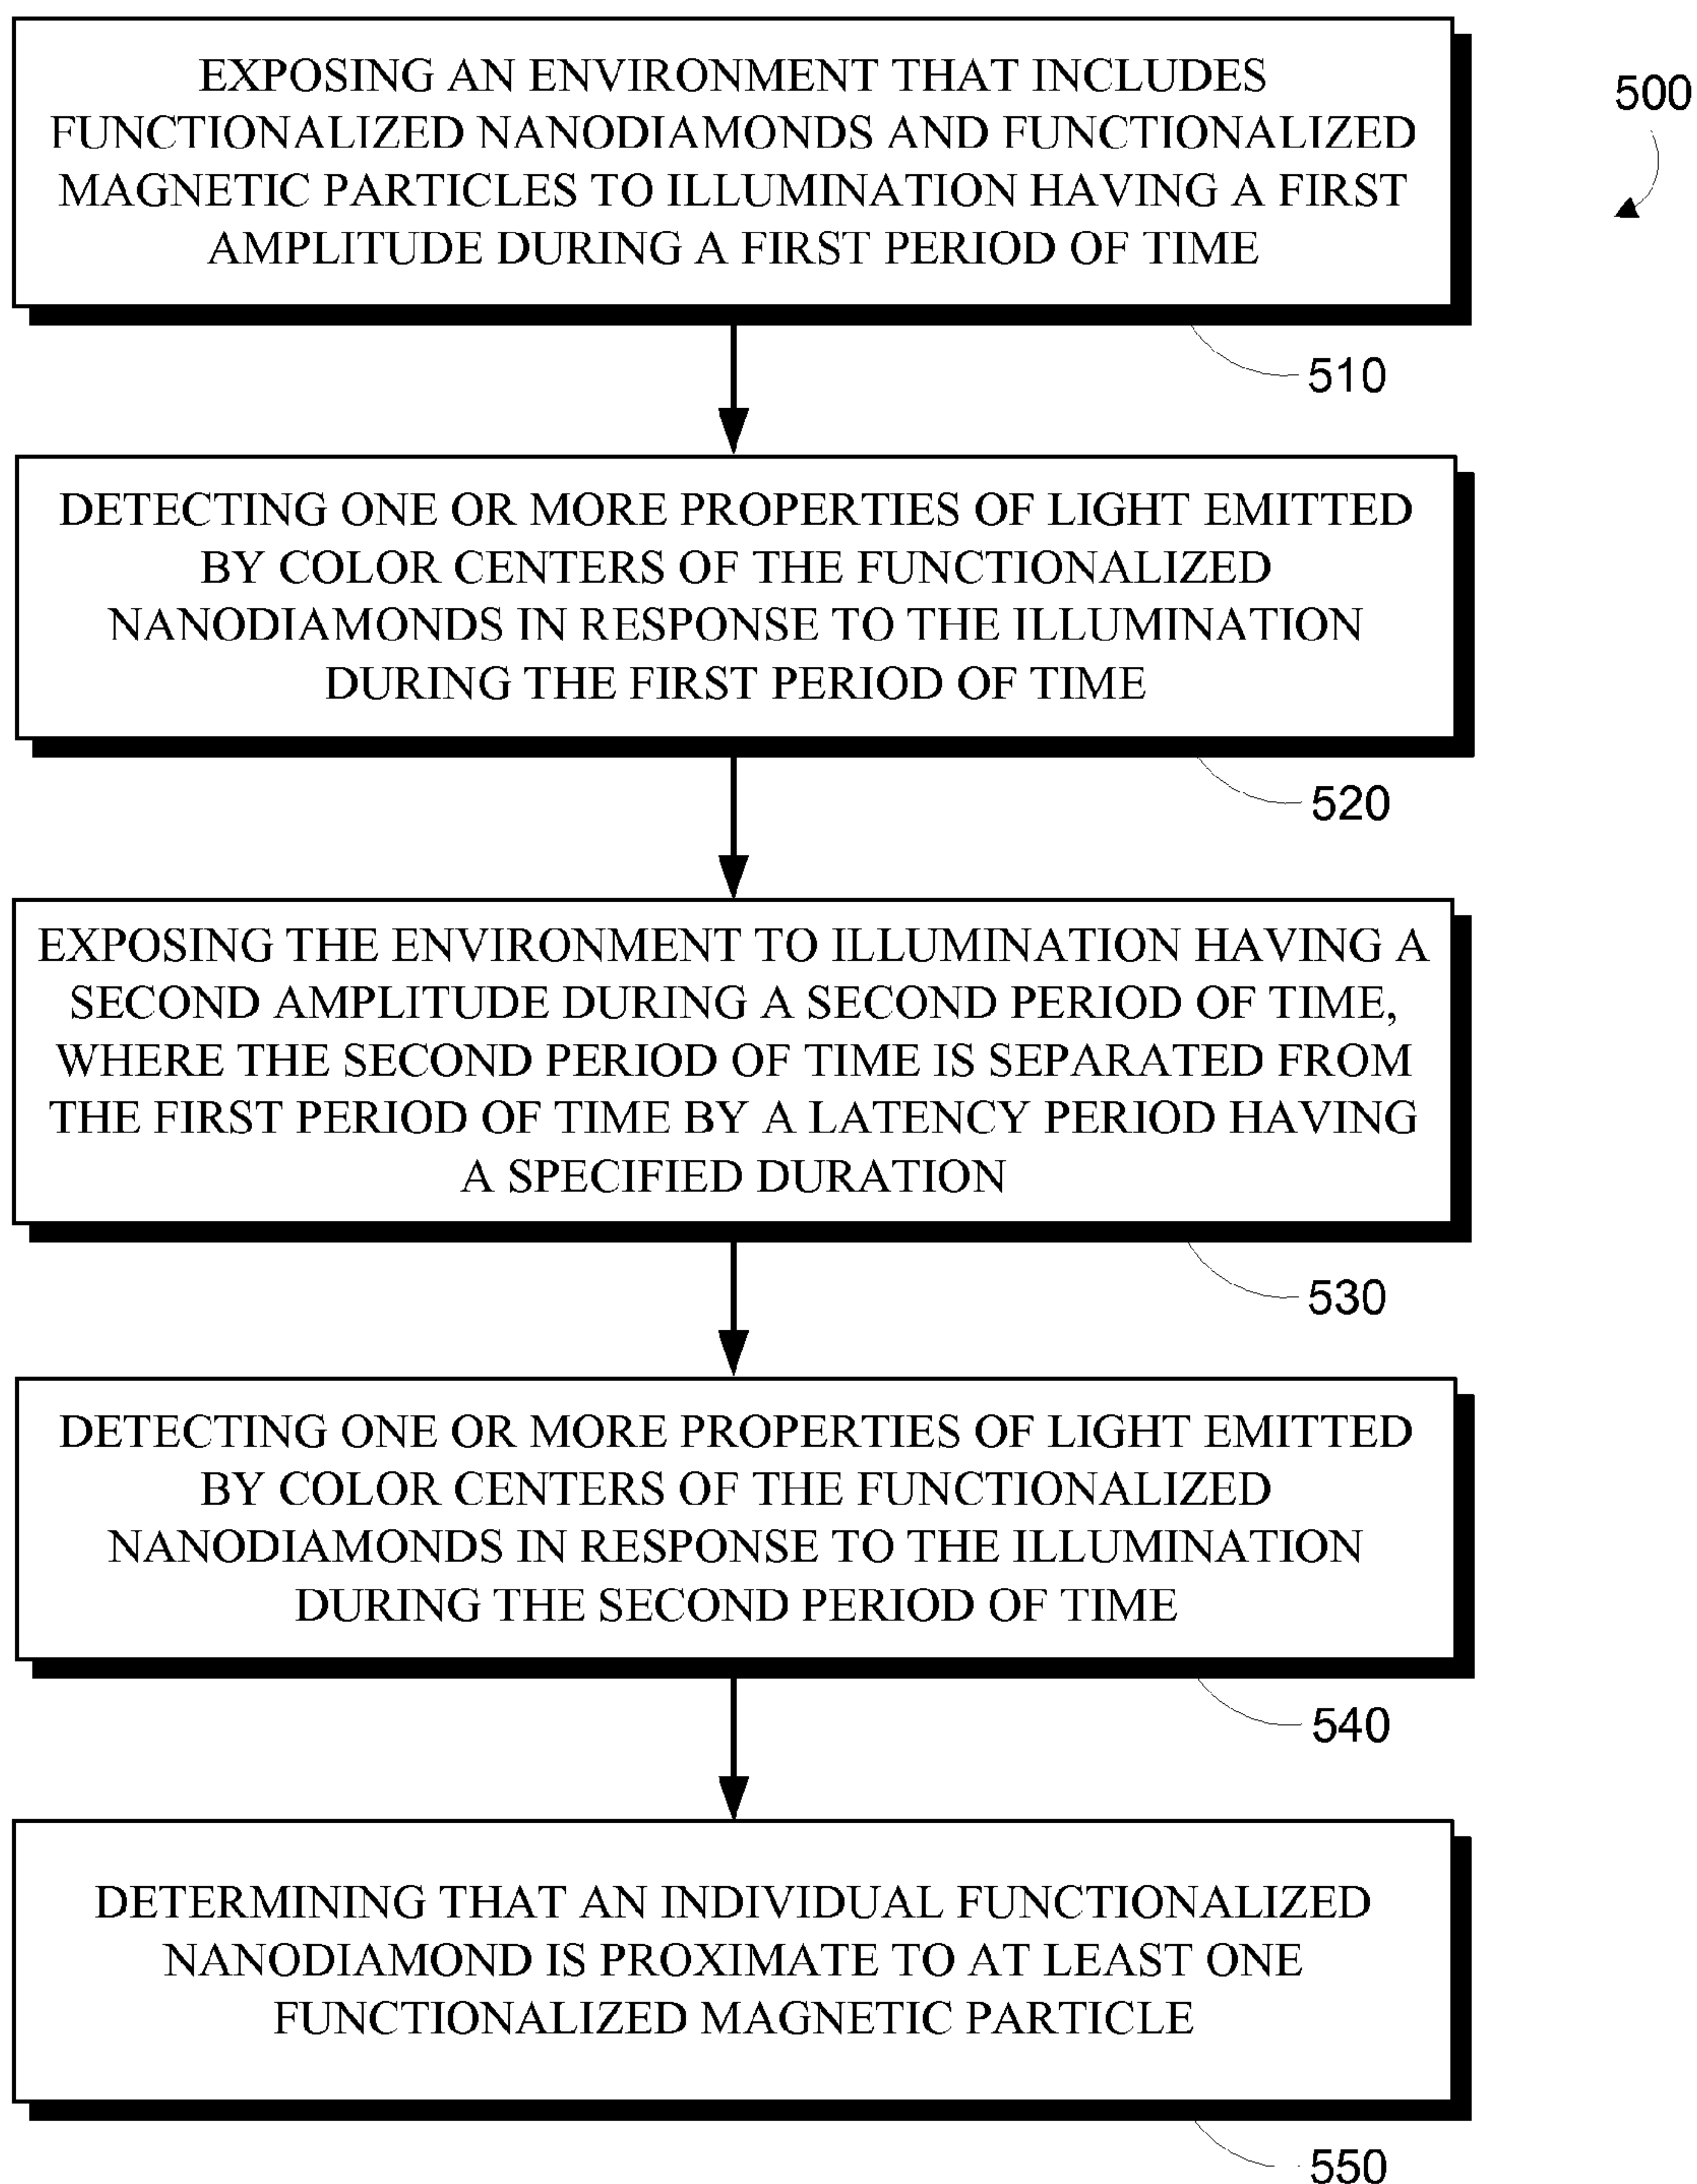 EXPOSING AN ENVIRONMENT THAT INCLUDES
FUNCTIONALIZED NANODIAMONDS AND FUNCTIONALIZED
MAGNETIC PARTICLES TO ILLUMINATION HAVING A FIRST
AMPLITUDE DURING A FIRST PERIOD OF TIME
500
510
DETECTING ONE OR MORE PROPERTIES OF LIGHT EMITTED
BY COLOR CENTERS OF THE FUNCTIONALIZED
NANODIAMONDS IN RESPONSE TO THE ILLUMINATION
DURING THE FIRST PERIOD OF TIME
520
EXPOSING THE ENVIRONMENT TO ILLUMINATION HAVING A
SECOND AMPLITUDE DURING A SECOND PERIOD OF TIME,
WHERE THE SECOND PERIOD OF TIME IS SEPARATED FROM
THE FIRST PERIOD OF TIME BY A LATENCY PERIOD HAVING
A SPECIFIED DURATION
530
DETECTING ONE OR MORE PROPERTIES OF LIGHT EMITTED
BY COLOR CENTERS OF THE FUNCTIONALIZED
NANODIAMONDS IN RESPONSE TO THE ILLUMINATION
DURING THE SECOND PERIOD OF TIME
540
DETERMINING THAT AN INDIVIDUAL FUNCTIONALIZED
NANODIAMOND IS PROXIMATE TO AT LEAST ONE
FUNCTIONALIZED MAGNETIC PARTICLE
550